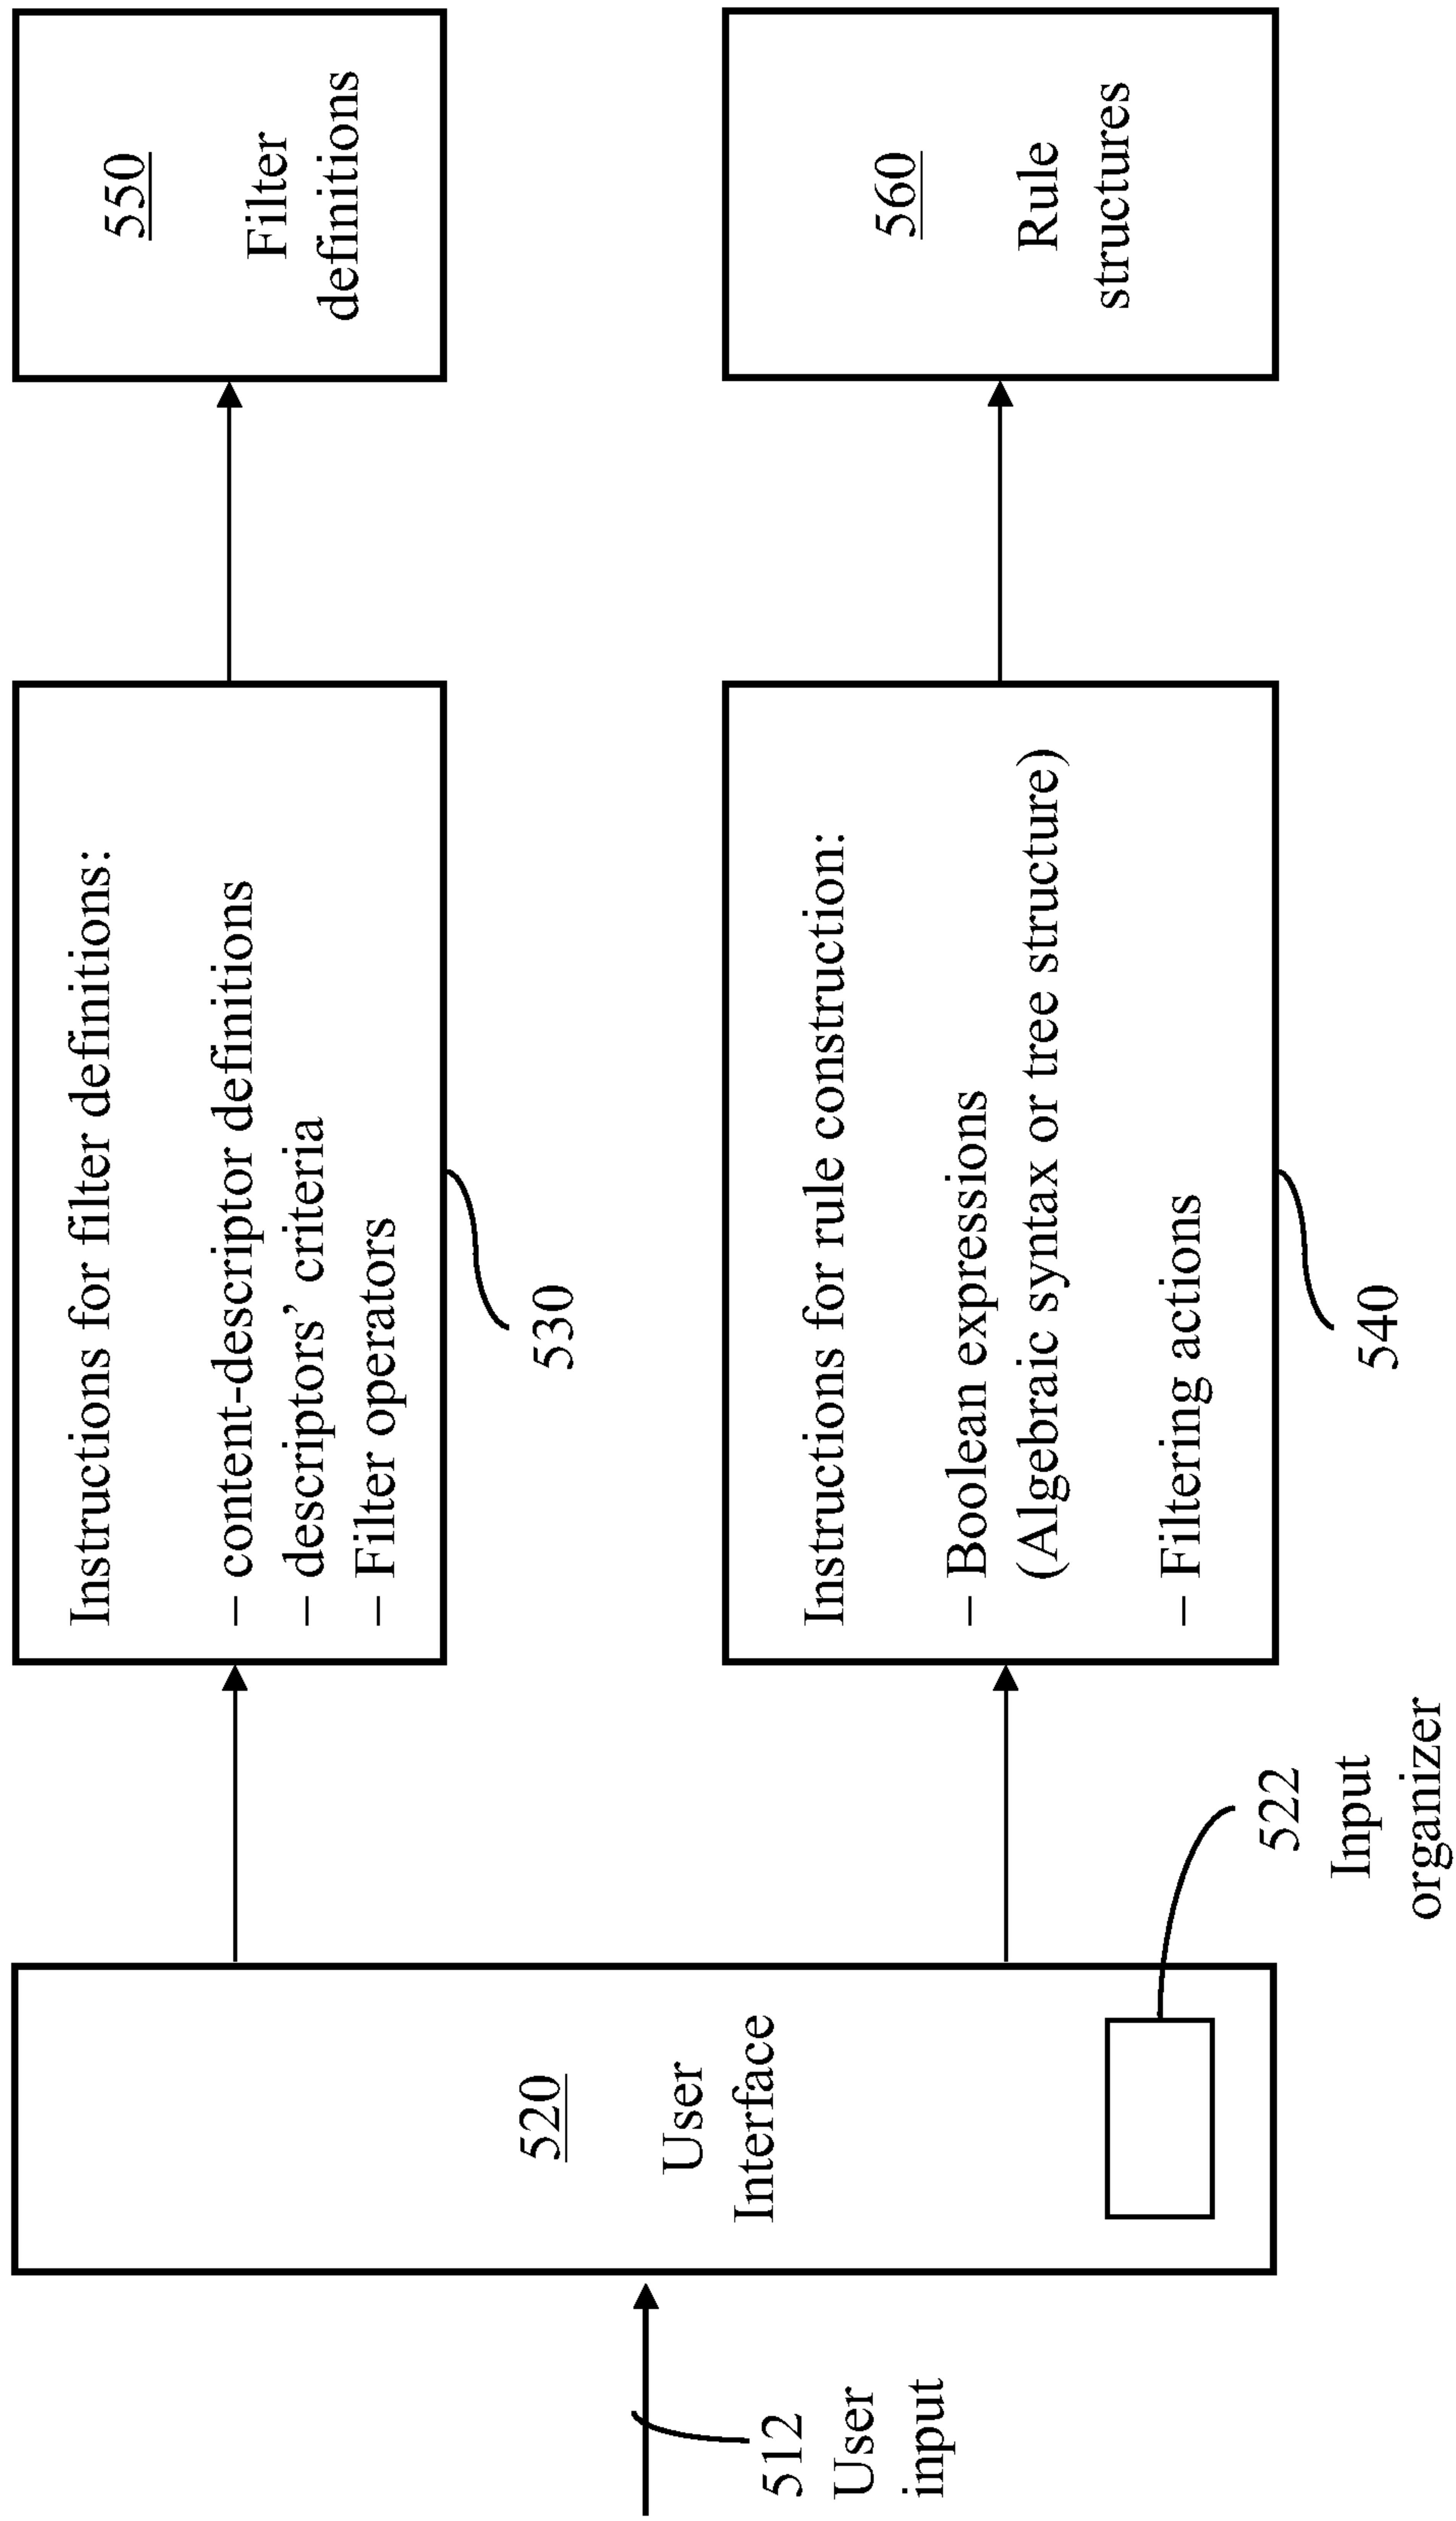 512
User
input
520
User
Interface
522
Input
organizer
Instructions for filter definitions:
– content-descriptor definitions
– descriptors’ criteria
– Filter operators
530
Instructions for rule construction:
– Boolean expressions
(Algebraic syntax or tree structure)
– Filtering actions
540
550
Filter
definitions
560
Rule
structures